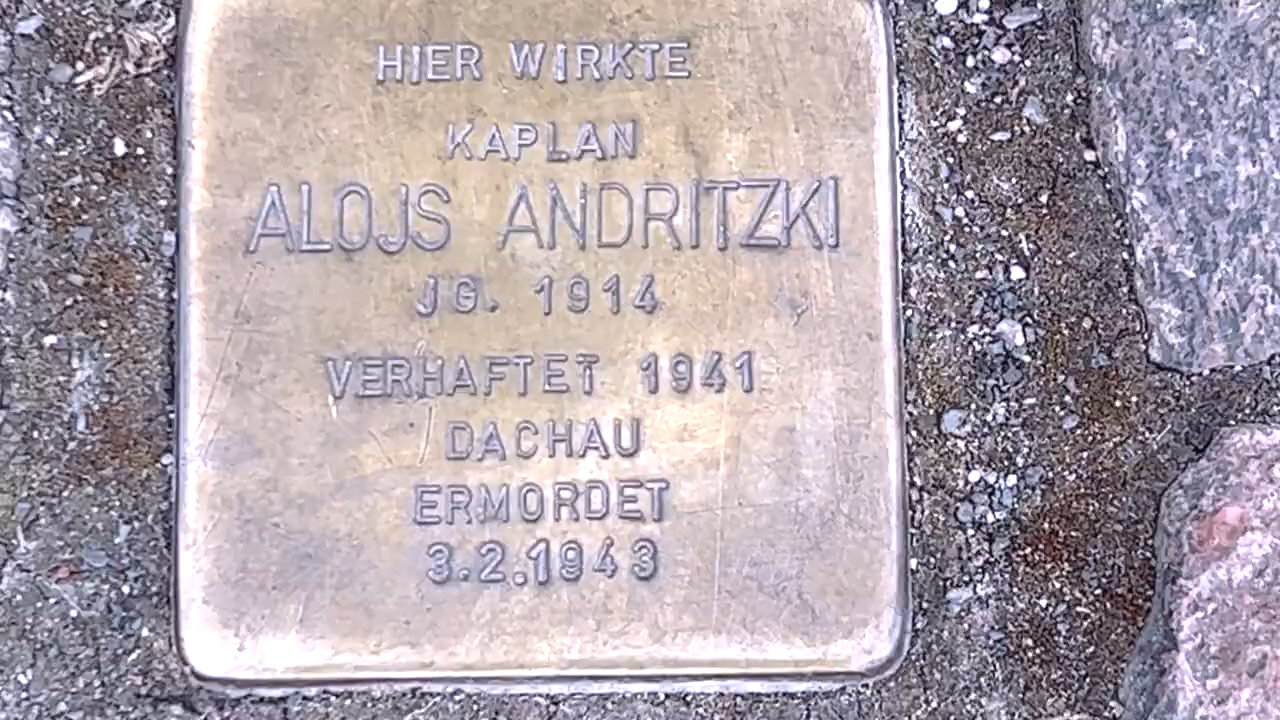 HIER WIRKTE
KAPLAN
ALOJS ANDRITZKI
JG. 1914
VERHAFTET 1941
DACHAU
ERMORDET
3.2.1943